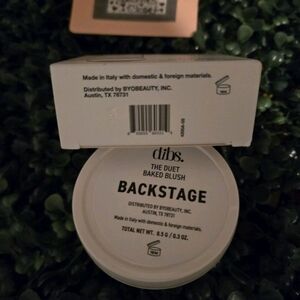 Made in Italy with domestic & foreign materials.
Distributed by BYOBEAUTY, INC.
Austin, TX 78731
dibs.
THE DUET
BAKED BLUSH
BACKSTAGE
DISTRIBUTED BY BYOBEAUTY, INC.
AUSTIN, TX 78731
Made in Italy with domestic & foreign materials.
TOTAL NET WT. 8.5 G / 0.3 OZ.